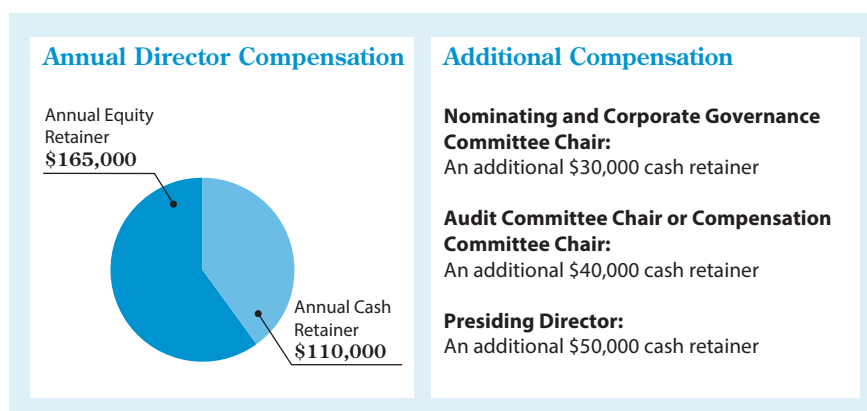 Annual Director Compensation
Annual Equity
Retainer
$165,000
Annual Cash
Retainer
$110,000
Additional Compensation
Nominating and Corporate Governance
Committee Chair:
An additional $30,000 cash retainer
Audit Committee Chair or Compensation
Committee Chair:
An additional $40,000 cash retainer
Presiding Director:
An additional $50,000 cash retainer